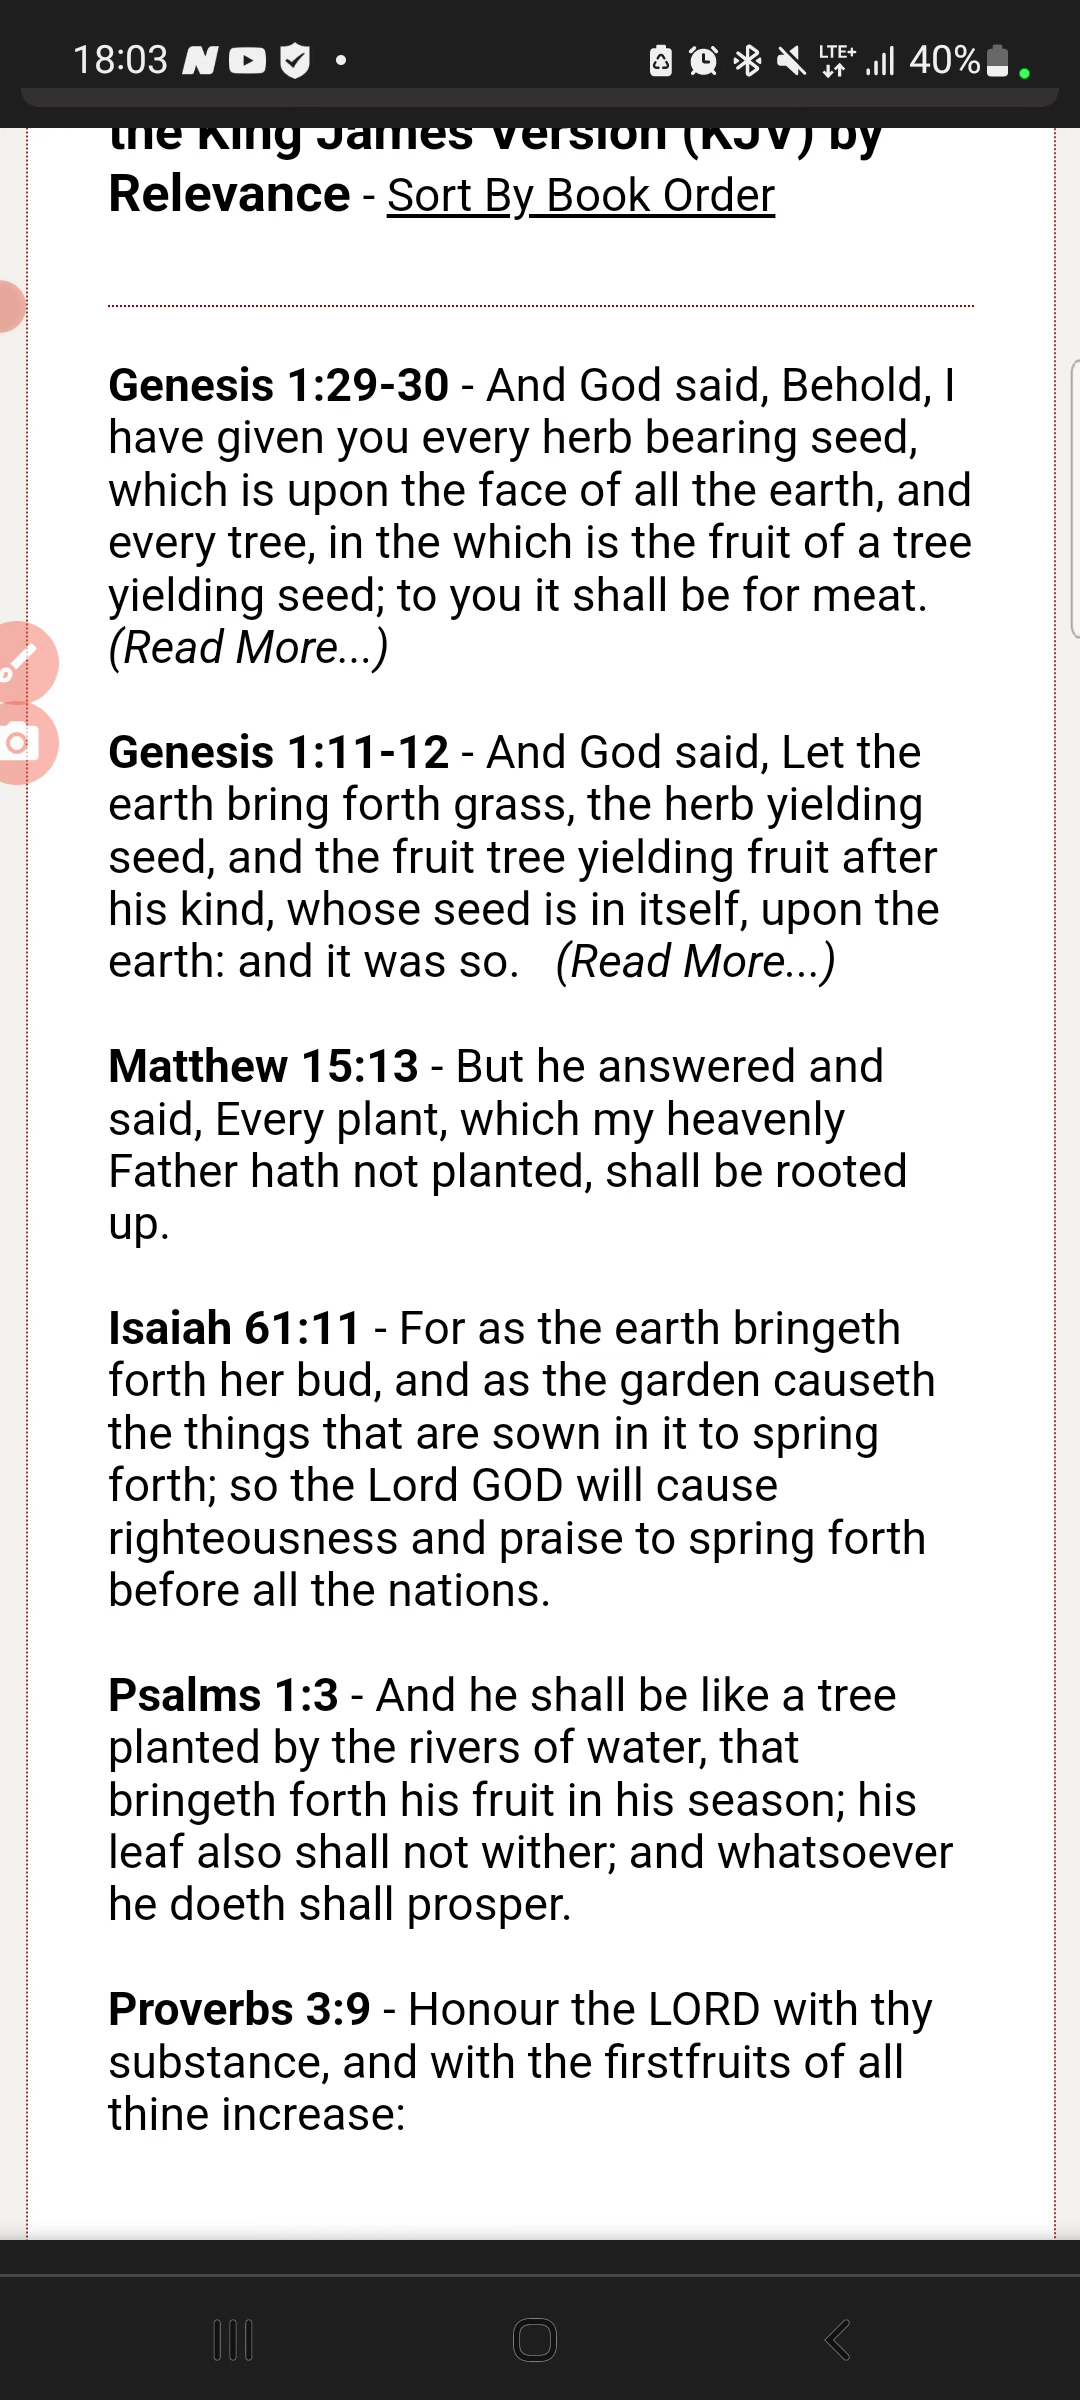 18:03
LTE+
40%
the King James Version (KJV) by
Relevance - Sort By Book Order
Genesis 1:29-30 - And God said, Behold, I
have given you every herb bearing seed,
which is upon the face of all the earth, and
every tree, in the which is the fruit of a tree
yielding seed; to you it shall be for meat.
(Read More...)
Genesis 1:11-12 - And God said, Let the
earth bring forth grass, the herb yielding
seed, and the fruit tree yielding fruit after
his kind, whose seed is in itself, upon the
earth: and it was so. (Read More...)
Matthew 15:13 - But he answered and
said, Every plant, which my heavenly
Father hath not planted, shall be rooted
up.
Isaiah 61:11 - For as the earth bringeth
forth her bud, and as the garden causeth
the things that are sown in it to spring
forth; so the Lord GOD will cause
righteousness and praise to spring forth
before all the nations.
Psalms 1:3 - And he shall be like a tree
planted by the rivers of water, that
bringeth forth his fruit in his season; his
leaf also shall not wither; and whatsoever
he doeth shall prosper.
Proverbs 3:9 - Honour the LORD with thy
substance, and with the firstfruits of all
thine increase: